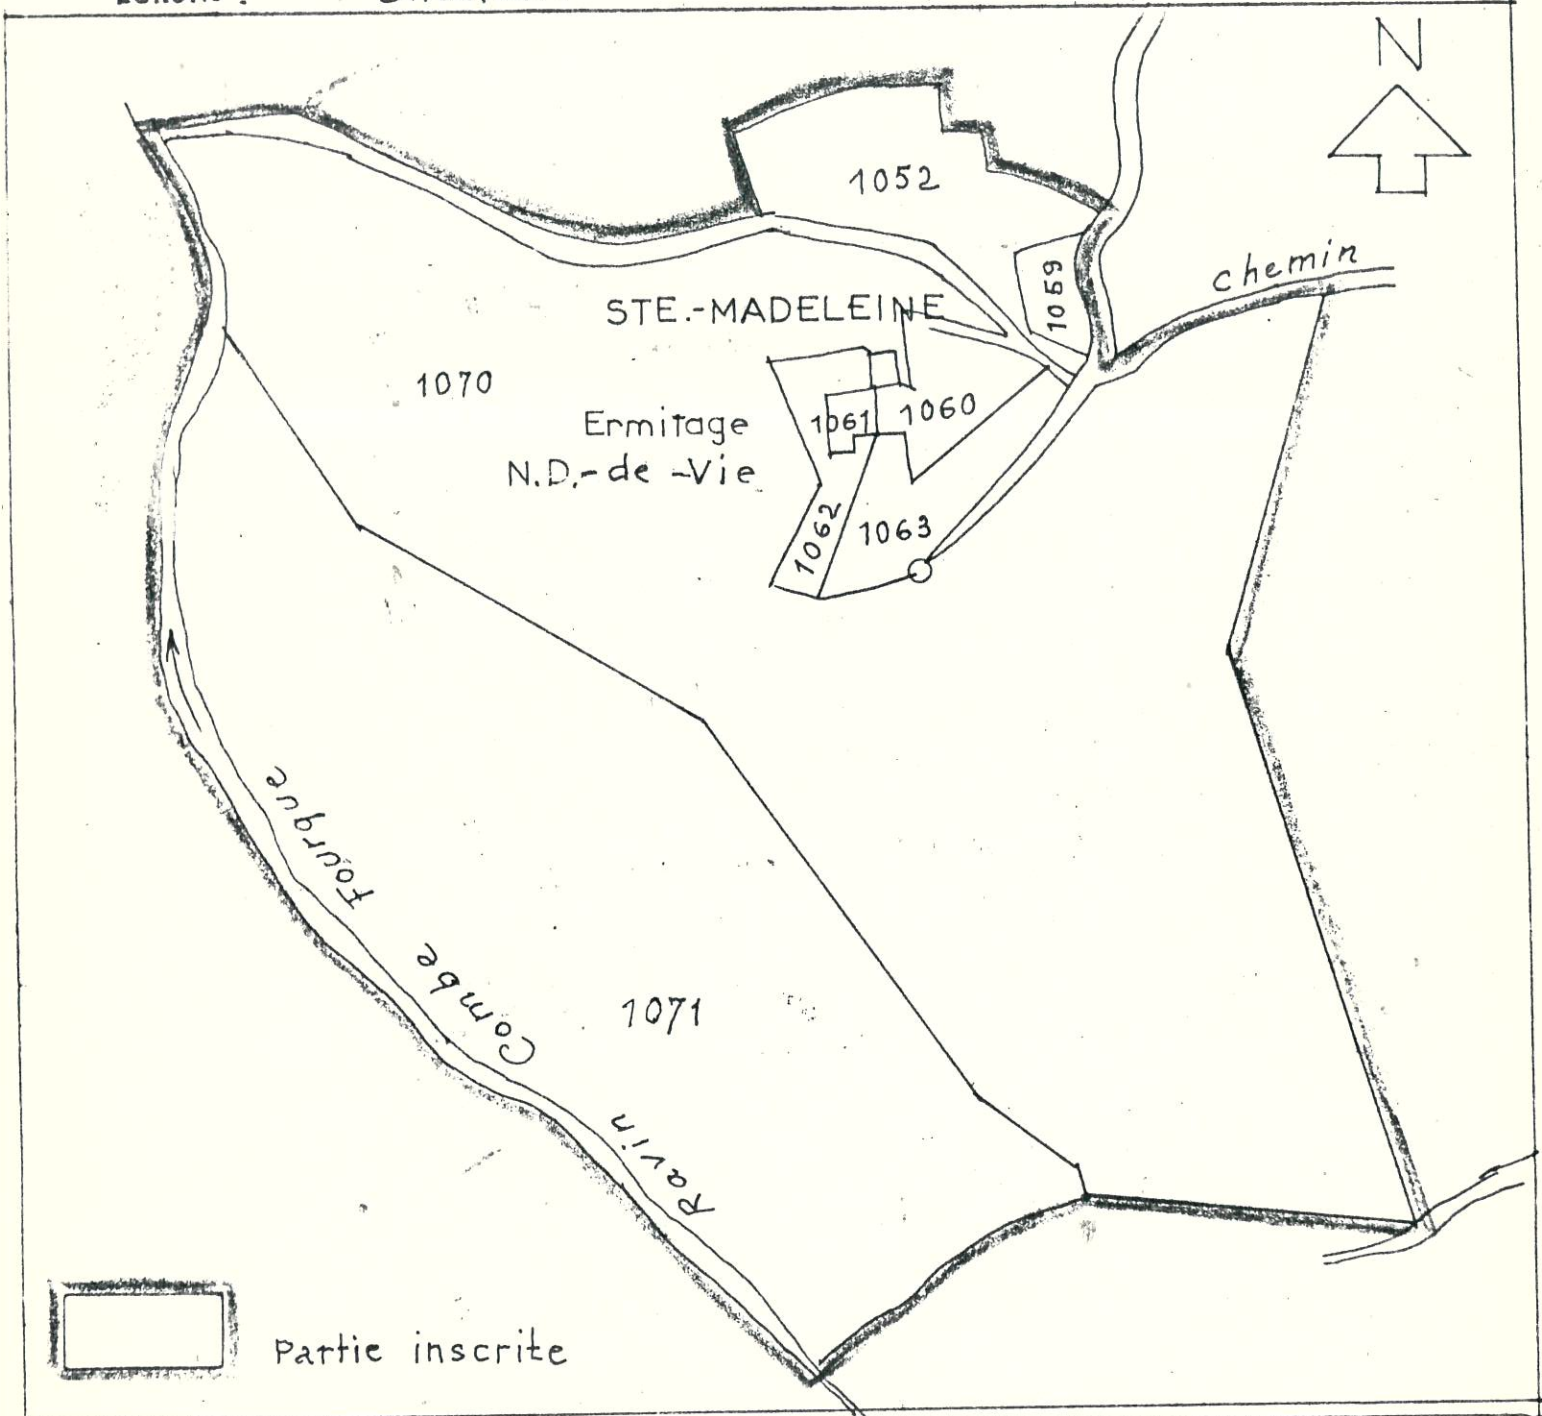 N
1052
1059
chemin
STE.-MADELEINE
1070
1061
1060
Ermitage
N.D.-de-Vie
1062
1063
Ravin Combe Fourque
1071
Partie inscrite